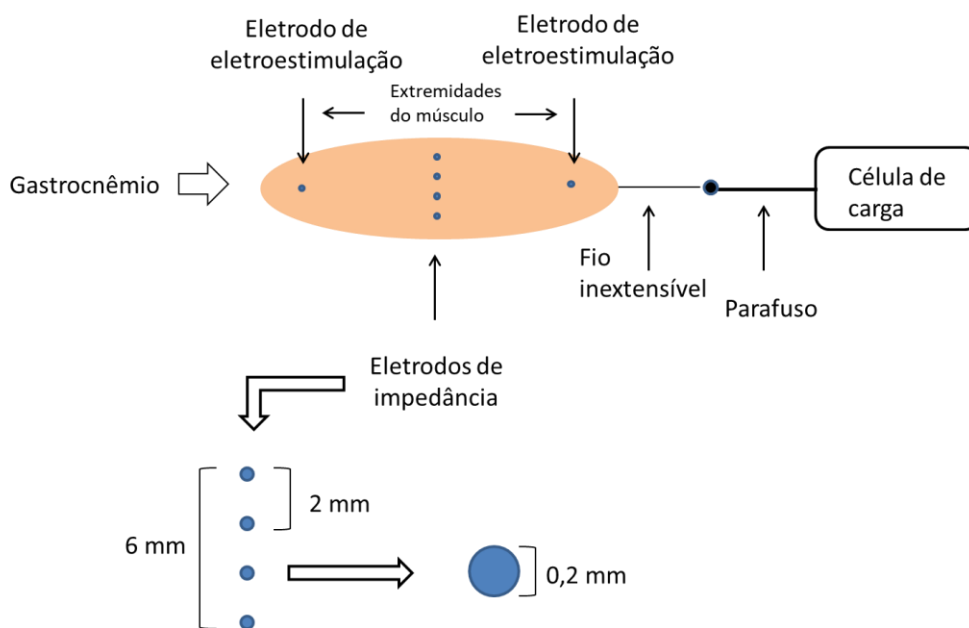 Eletrodo de
eletroestimulação
Eletrodo de
eletroestimulação
Extremidades
do músculo
Gastrocnêmio
Célula de
carga
Fio
inextensível
Parafuso
Eletrodos de
impedância
2 mm
6 mm
0,2 mm